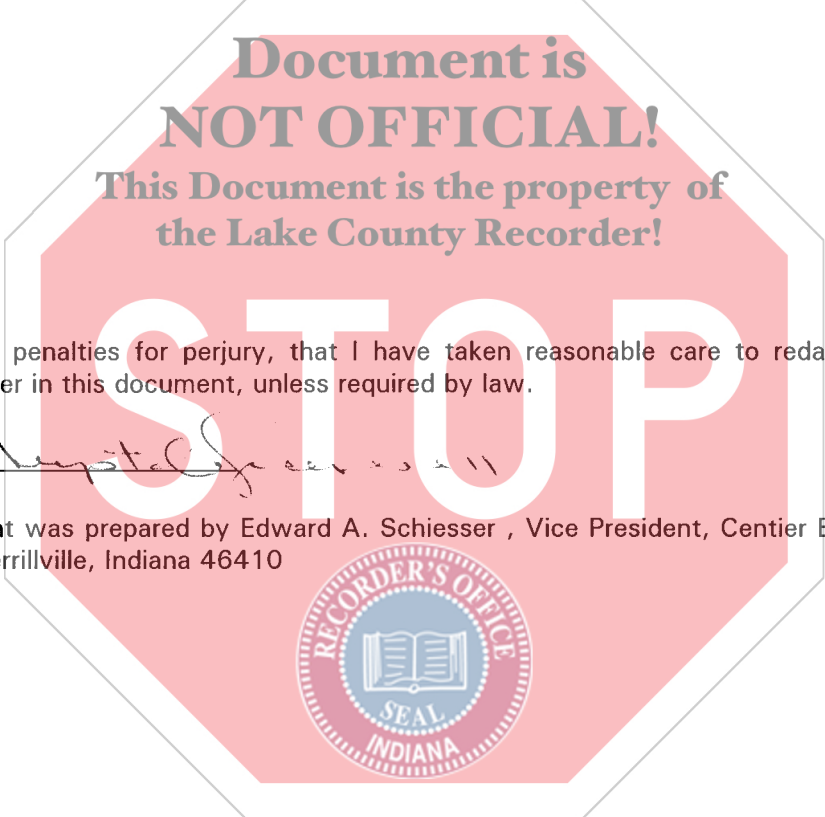 Document is
NOT OFFICIAL!
This Document is the property of
the Lake County Recorder!
STOP
penalties for perjury, that I have taken reasonable care to reda
er in this document, unless required by law.
nt was prepared by Edward A. Schiesser , Vice President, Centier B
errillville, Indiana 46410
RECORDER'S OFFICE
SEAL
INDIANA